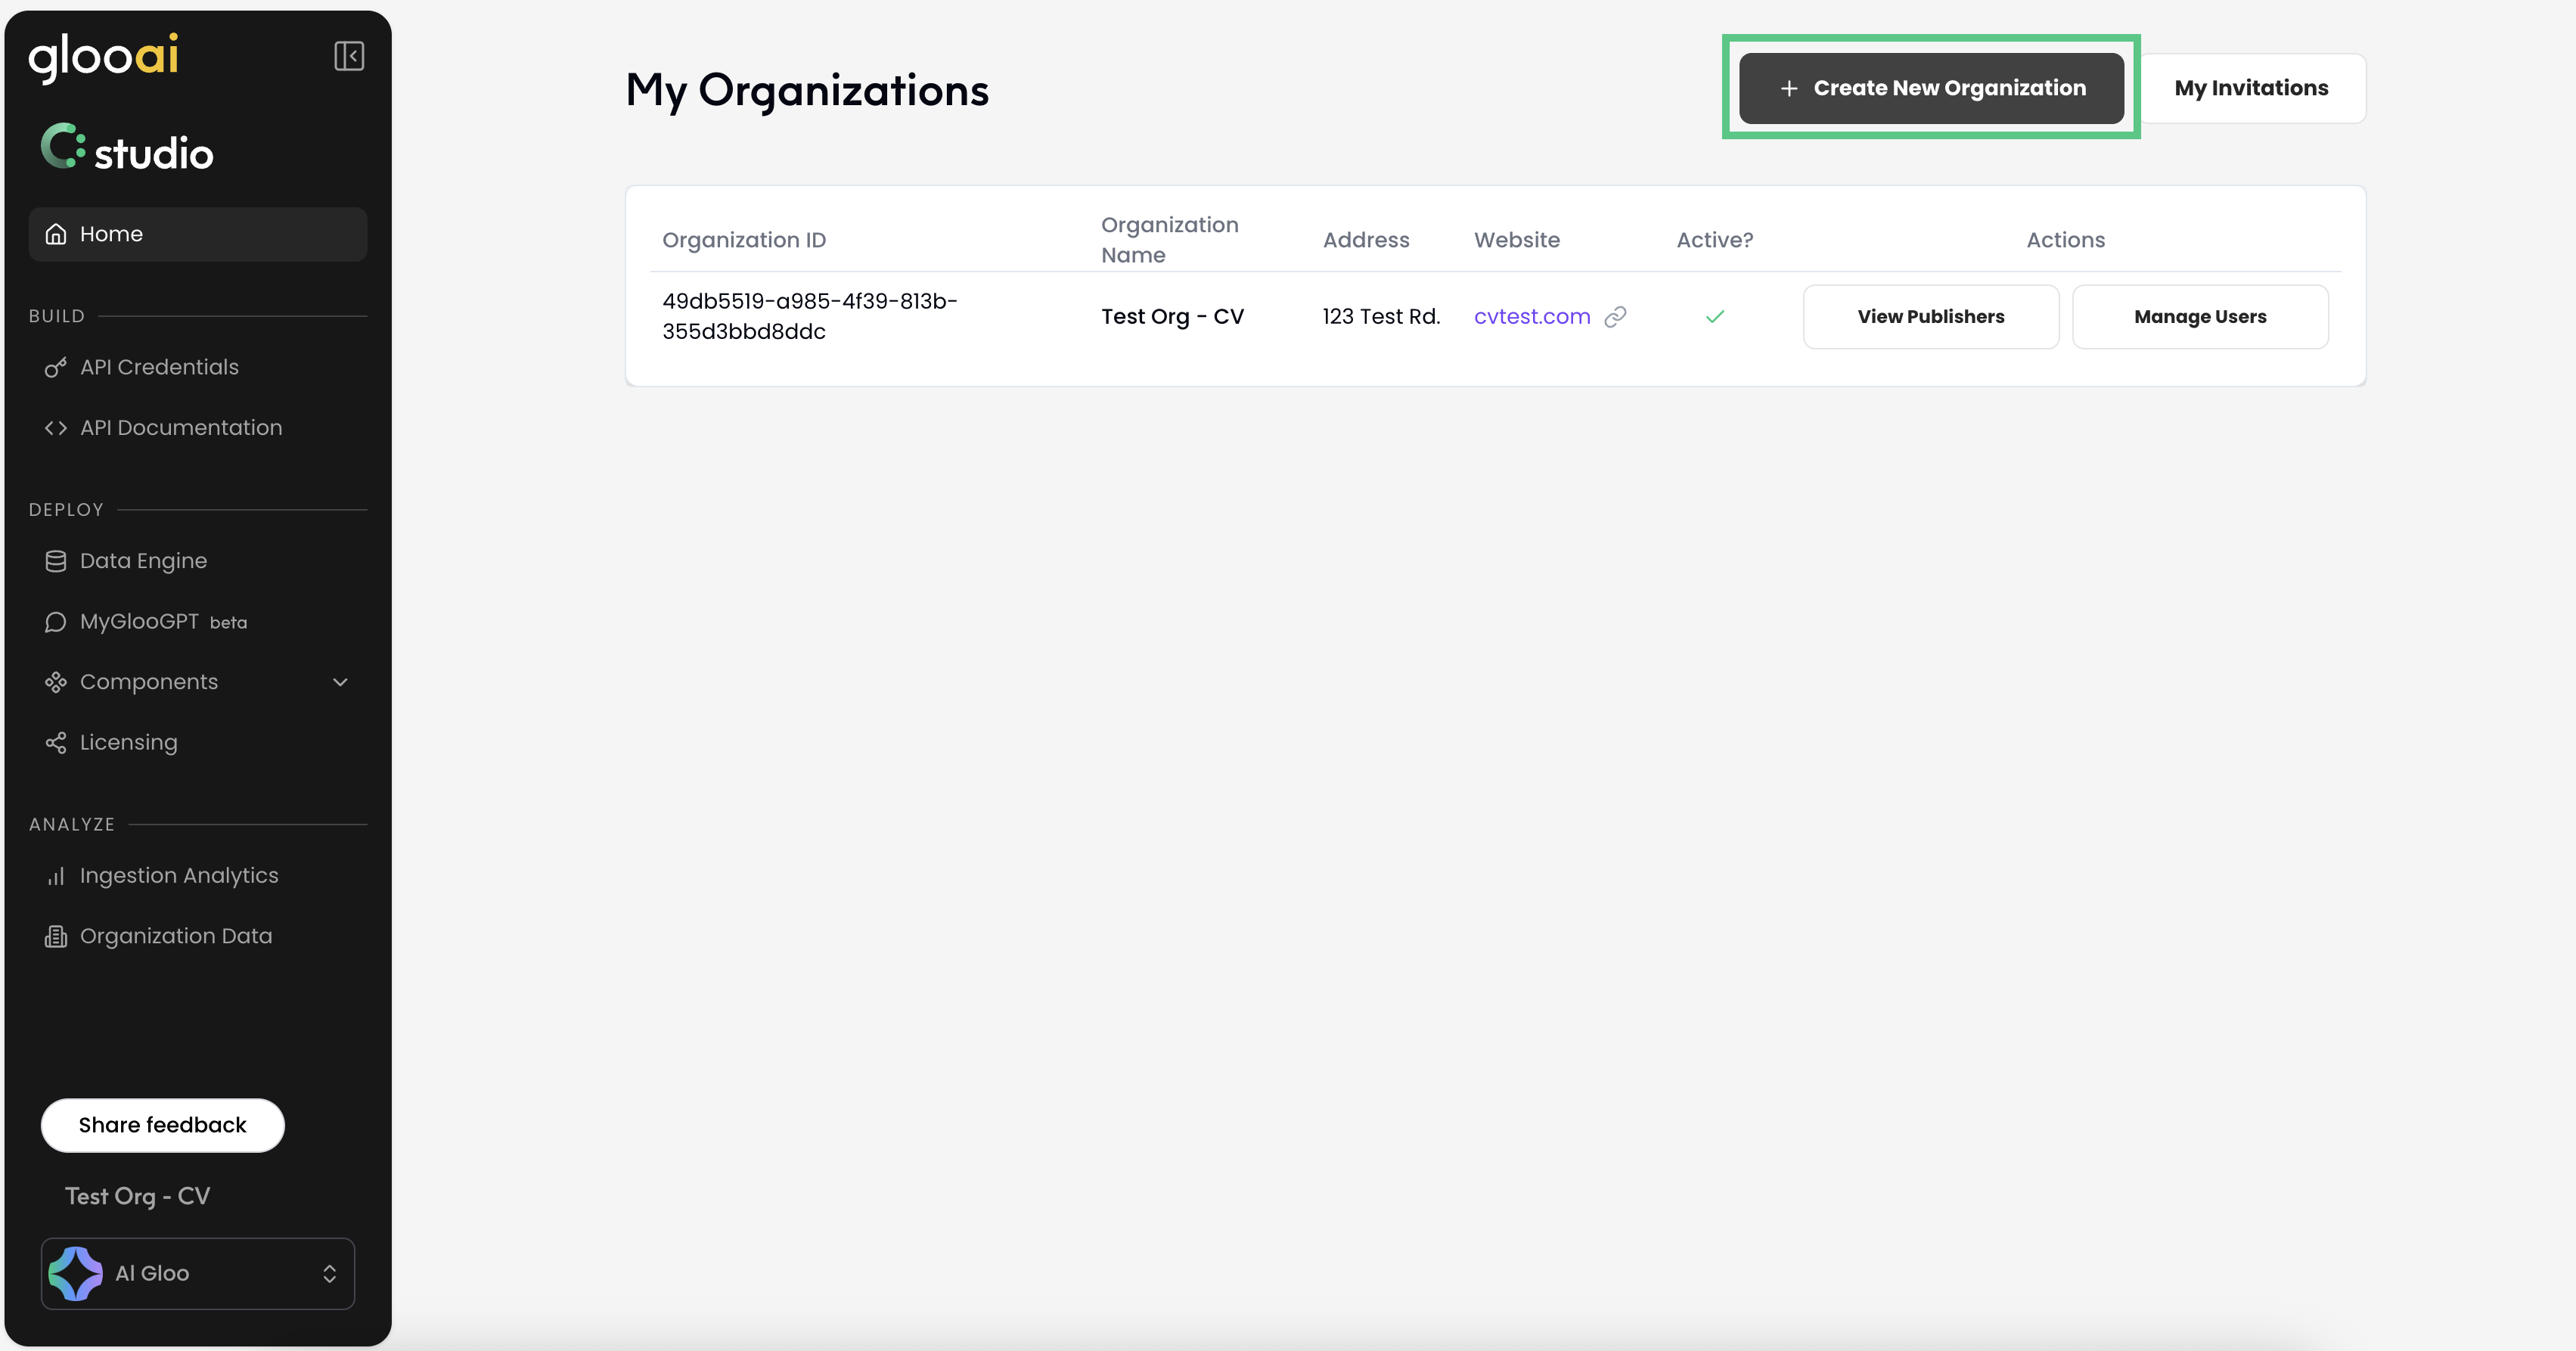 glooai
studio
Home
BUILD
API Credentials
API Documentation
DEPLOY
Data Engine
MyGlooGPT beta
Components
Licensing
ANALYZE
Ingestion Analytics
Organization Data
Share feedback
Test Org - CV
Al Gloo
My Organizations
Create New Organization
My Invitations
Organization ID
Organization
Name
Address
Website
Active?
Actions
49db5519-a985-4f39-813b-
355d3bbd8ddc
Test Org - CV
123 Test Rd.
cvtest.com
View Publishers
Manage Users